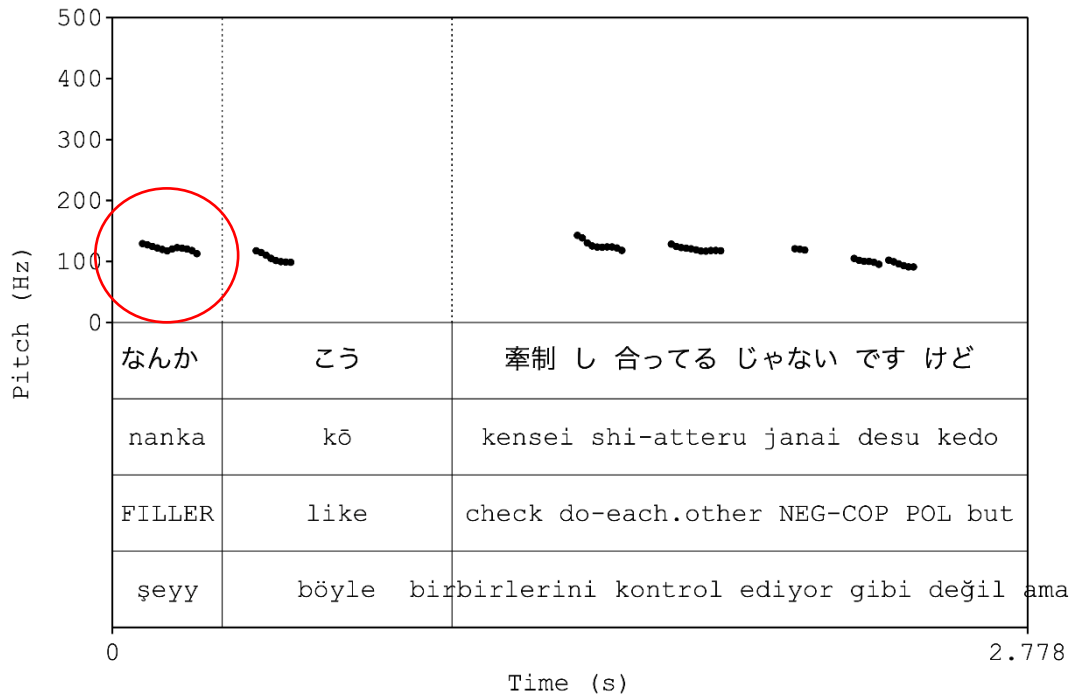 500
400
300
200
100
0
Pitch (Hz)
なんか こう 牽制 し 合ってる じゃない です けど
nanka kō kensei shi-atteru janai desu kedo
FILLER like check do-each.other NEG-COP POL but
şeyy böyle birbirlerini kontrol ediyor gibi değil ama
0 2.778
Time (s)